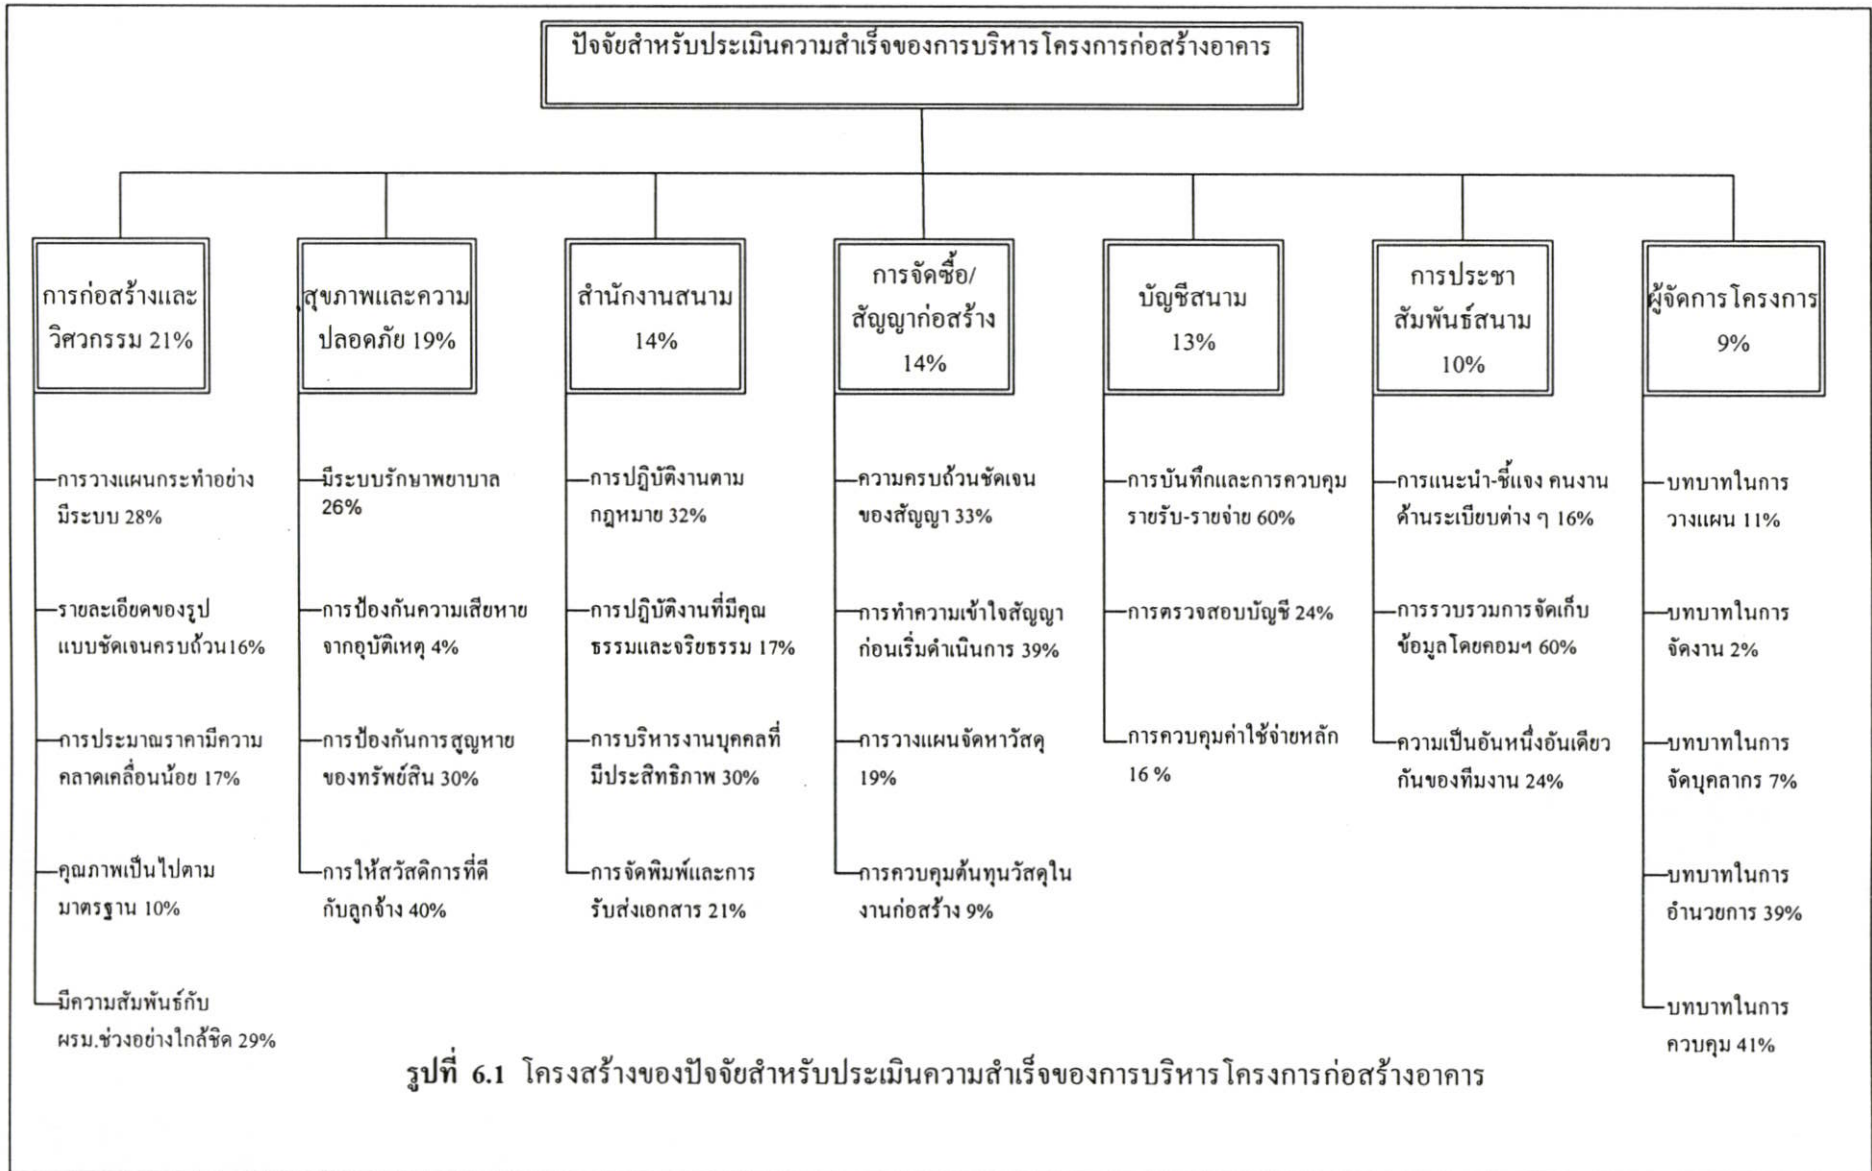 ปัจจัยสำหรับประเมินความสำเร็จของการบริหารโครงการก่อสร้างอาคาร
การก่อสร้างและ
วิศวกรรม 21%
สุขภาพและความ
ปลอดภัย 19%
สำนักงานสนาม
14%
การจัดซื้อ/
สัญญาก่อสร้าง
14%
บัญชีสนาม
13%
การประชา
สัมพันธ์สนาม
10%
ผู้จัดการโครงการ
9%
การวางแผนกระทำอย่าง
มีระบบ 28%
รายละเอียดของรูป
แบบชัดเจนครบถ้วน16%
การประมาณราคามีความ
คลาดเคลื่อนน้อย 17%
คุณภาพเป็นไปตาม
มาตรฐาน 10%
มีความสัมพันธ์กับ
ผรม.ช่วงอย่างใกล้ชิด 29%
มีระบบรักษาพยาบาล
26%
การป้องกันความเสียหาย
จากอุบัติเหตุ 4%
การป้องกันการสูญหาย
ของทรัพย์สิน 30%
การให้สวัสดิการที่ดี
กับลูกจ้าง 40%
การปฏิบัติงานตาม
กฎหมาย 32%
การปฏิบัติงานที่มีคุณ
ธรรมและจริยธรรม 17%
การบริหารงานบุคคลที่
มีประสิทธิภาพ 30%
การจัดพิมพ์และการ
รับส่งเอกสาร 21%
ความครบถ้วนชัดเจน
ของสัญญา 33%
การทำความเข้าใจสัญญา
ก่อนเริ่มดำเนินการ 39%
การวางแผนจัดหาวัสดุ
19%
การควบคุมต้นทุนวัสดุใน
งานก่อสร้าง 9%
การบันทึกและการควบคุม
รายรับ-รายจ่าย 60%
การตรวจสอบบัญชี 24%
การควบคุมค่าใช้จ่ายหลัก
16 %
การแนะนำ-ชี้แจง คนงาน
ด้านระเบียบต่าง ๆ 16%
การรวบรวมการจัดเก็บ
ข้อมูลโดยคอมฯ 60%
ความเป็นอันหนึ่งอันเดียว
กันของทีมงาน 24%
บทบาทในการ
วางแผน 11%
บทบาทในการ
จัดงาน 2%
บทบาทในการ
จัดบุคลากร 7%
บทบาทในการ
อำนวยการ 39%
บทบาทในการ
ควบคุม 41%
รูปที่ 6.1 โครงสร้างของปัจจัยสำหรับประเมินความสำเร็จของการบริหารโครงการก่อสร้างอาคาร